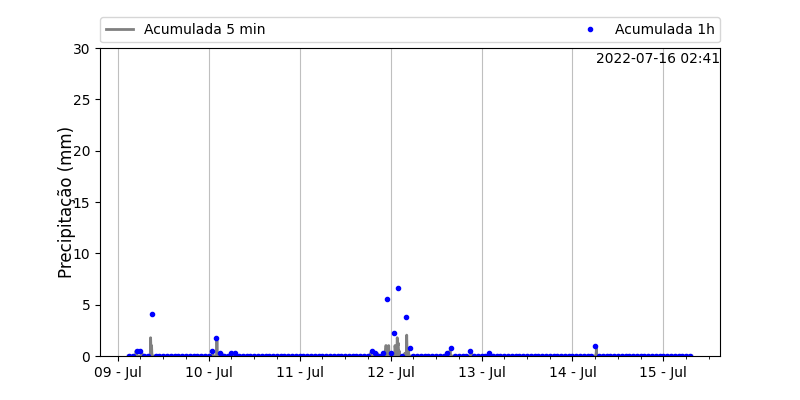 Acumulada 5 min
Acumulada 1h
2022-07-16 02:41
Precipitação (mm)
30
25
20
15
10
5
0
09 - Jul
10 - Jul
11 - Jul
12 - Jul
13 - Jul
14 - Jul
15 - Jul